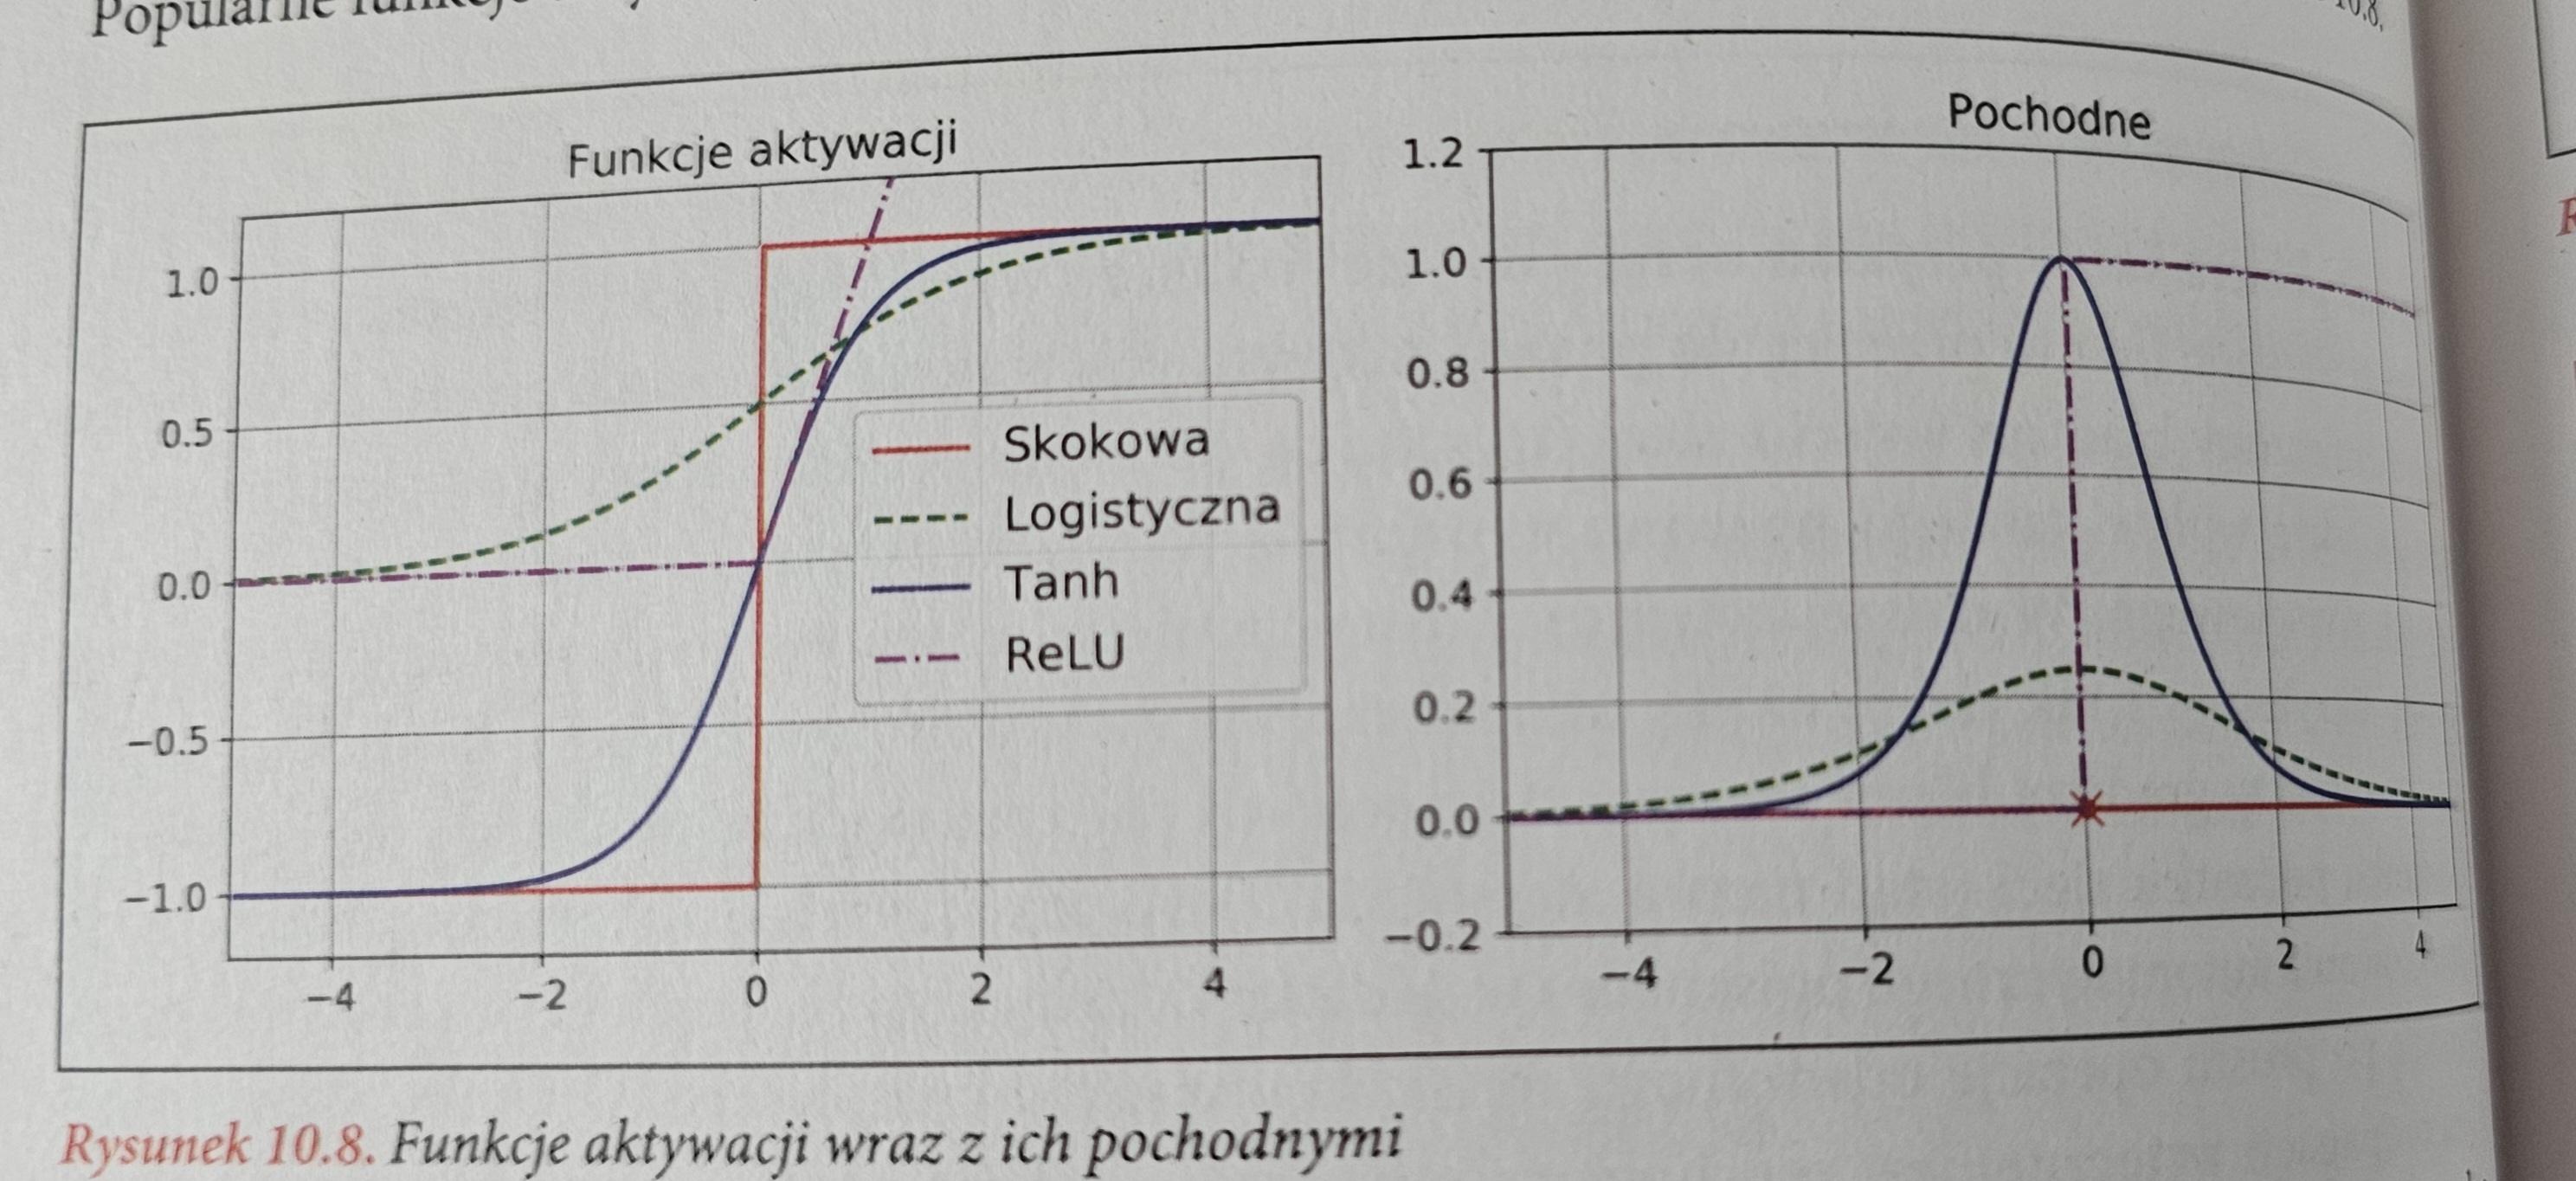 Popularne
10.8.
Funkcje aktywacji
1.0
0.5
0.0
−0.5
−1.0
−4 −2 0 2 4
Skokowa
Logistyczna
Tanh
ReLU
Pochodne
1.2
1.0
0.8
0.6
0.4
0.2
0.0
−0.2
−4 −2 0 2 4
Rysunek 10.8. Funkcje aktywacji wraz z ich pochodnymi